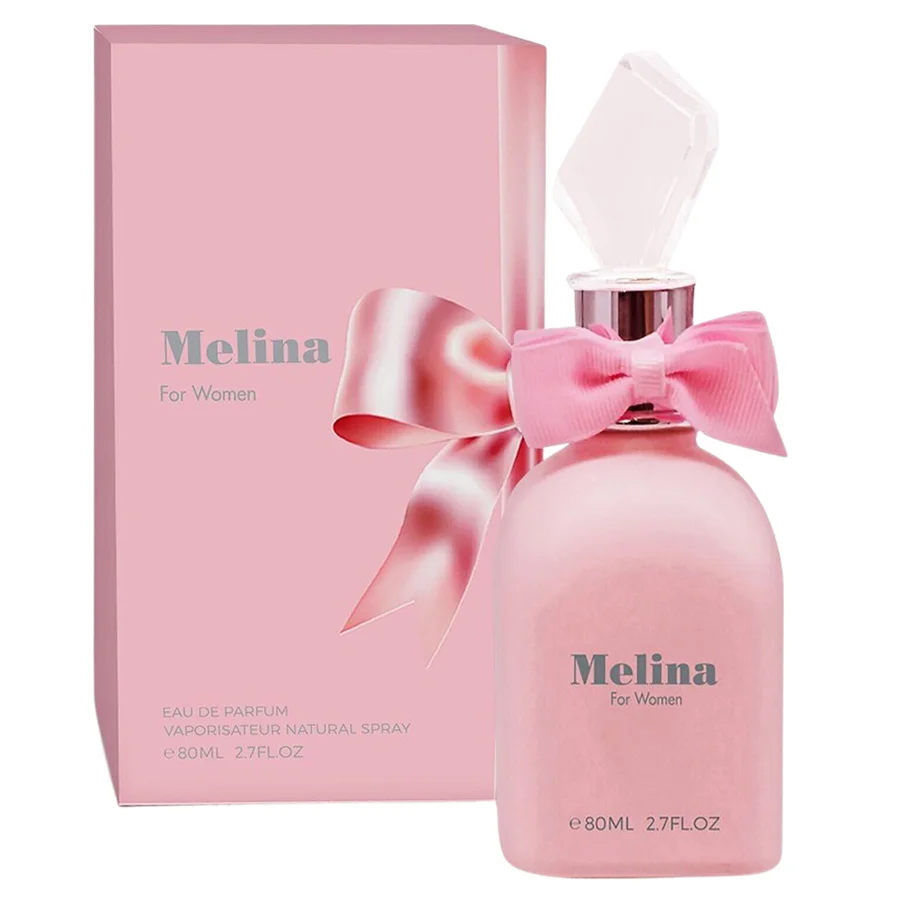 Melina
For Women
EAU DE PARFUM
VAPORISATEUR NATURAL SPRAY
℮80ML 2.7FL.OZ
Melina
For Women
℮80ML 2.7FL.OZ